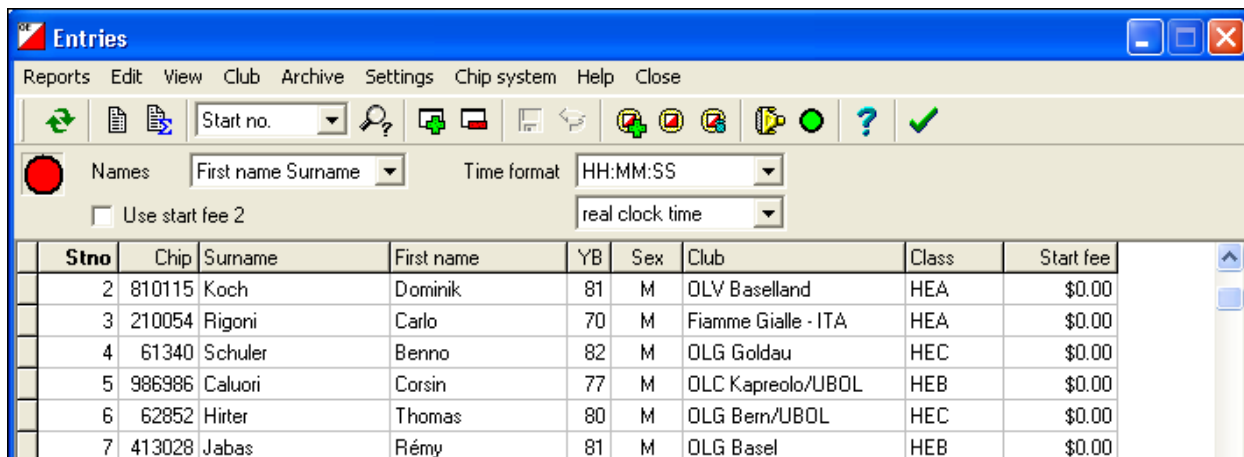 OE Entries
Reports Edit View Club Archive Settings Chip system Help Close
Start no. ?  Σ ?
Names First name Surname Time format HH:MM:SS
Use start fee 2 real clock time
Stno Chip Surname First name YB Sex Club Class Start fee
2 810115 Koch Dominik 81 M OLV Baselland HEA $0.00
3 210054 Rigoni Carlo 70 M Fiamme Gialle - ITA HEA $0.00
4 61340 Schuler Benno 82 M OLG Goldau HEC $0.00
5 986986 Caluori Corsin 77 M OLC Kapreolo/UBOL HEB $0.00
6 62852 Hirter Thomas 80 M OLG Bern/UBOL HEC $0.00
7 413028 Jabas Rémy 81 M OLG Basel HEB $0.00